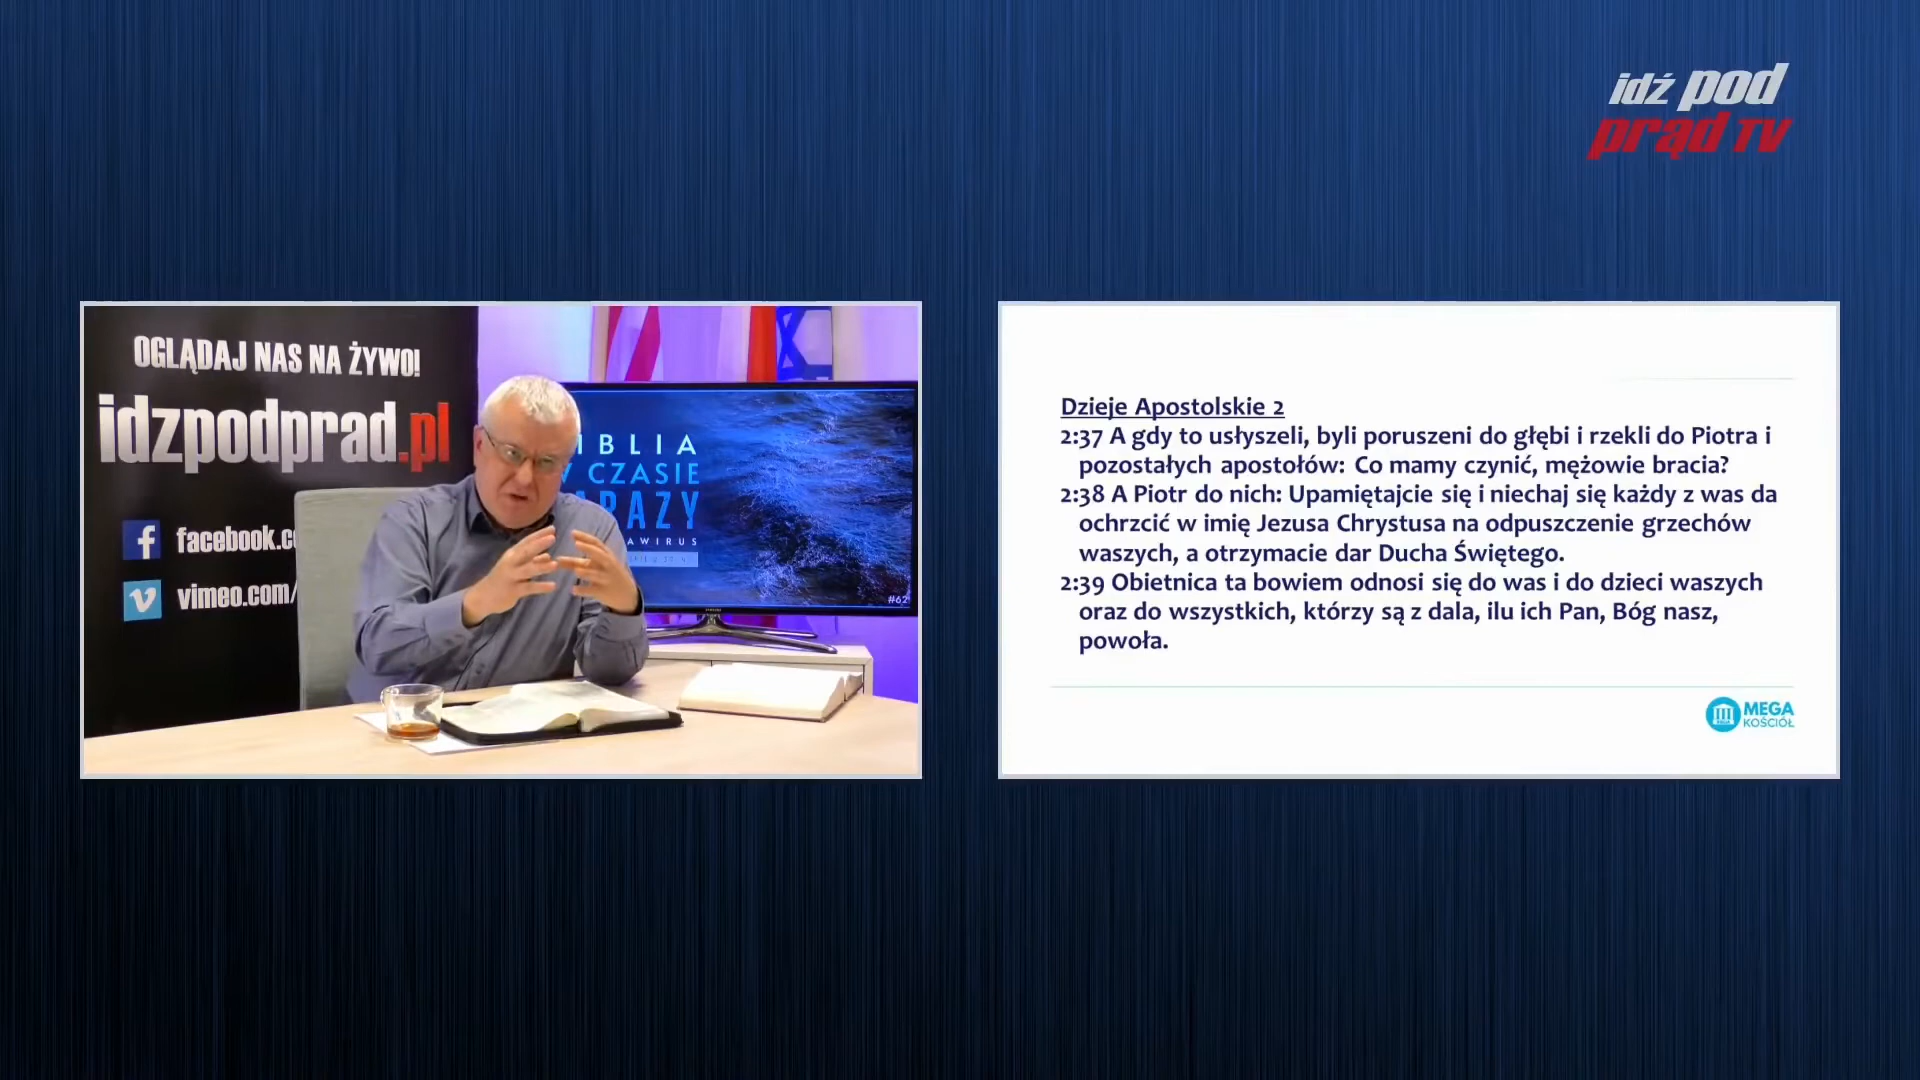 idź pod
prąd TV
OGLĄDAJ NAS NA ŻYWO!
idzpodprad.pl
facebook.c
vimeo.com/
IBLIA
CZASIE
RAZY
AWIRUS
#62
Dzieje Apostolskie 2
2:37 A gdy to usłyszeli, byli poruszeni do głębi i rzekli do Piotra i
pozostałych apostołów: Co mamy czynić, mężowie bracia?
2:38 A Piotr do nich: Upamiętajcie się i niechaj się każdy z was da
ochrzcić w imię Jezusa Chrystusa na odpuszczenie grzechów
waszych, a otrzymacie dar Ducha Świętego.
2:39 Obietnica ta bowiem odnosi się do was i do dzieci waszych
oraz do wszystkich, którzy są z dala, ilu ich Pan, Bóg nasz,
powoła.
MEGA
KOŚCIÓŁ